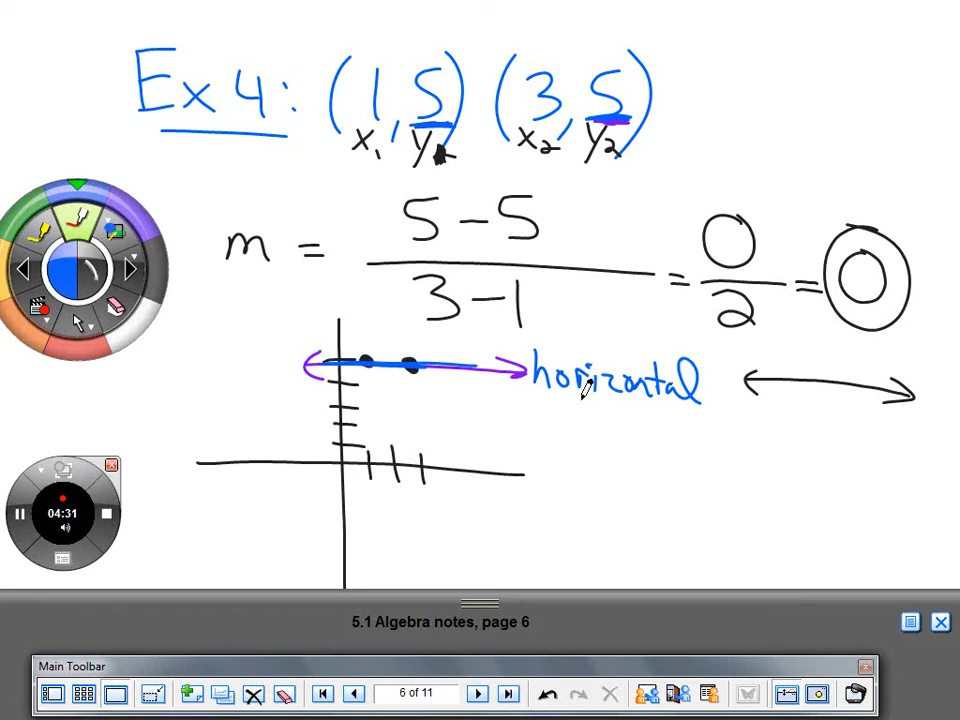 Ex 4: (1, 5) (3, 5)
x₁ y₂ x₂ y₂
m = 5 - 5 / 3 - 1 = 0 / 2 = 0
horizontal
04:31
5.1 Algebra notes, page 6
Main Toolbar
6 of 11